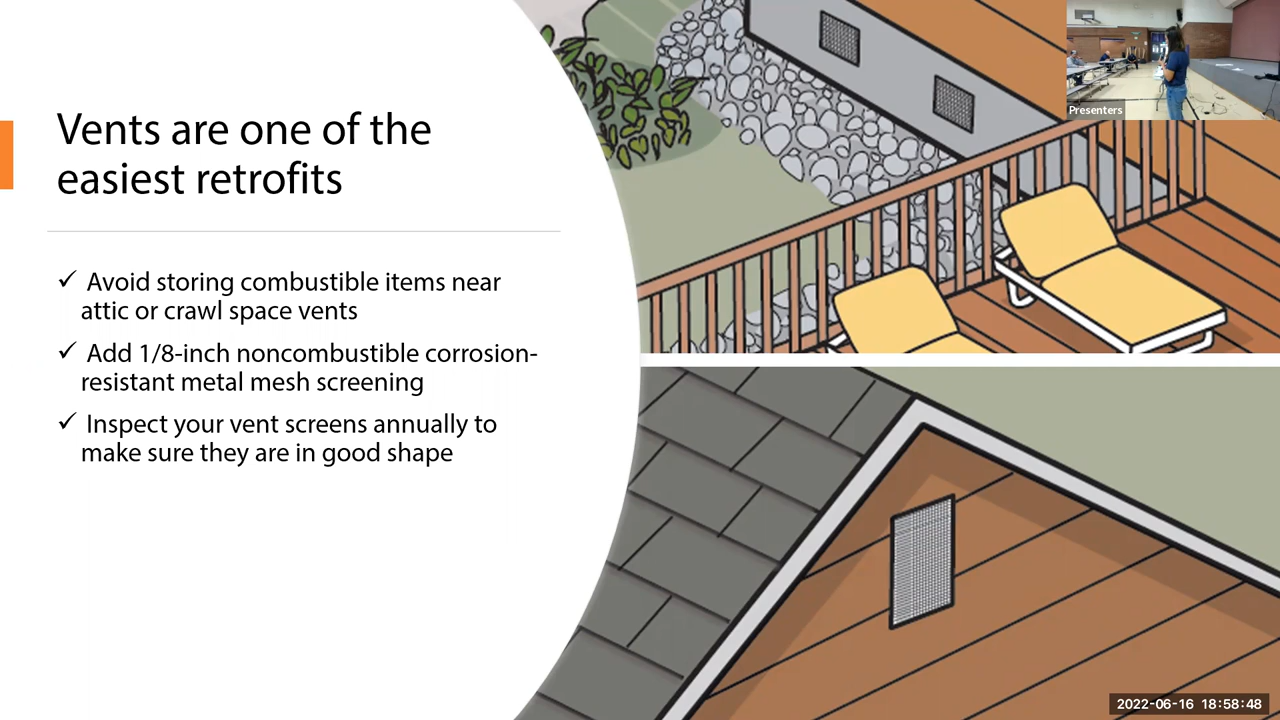 Presenters
Vents are one of the
easiest retrofits
✓ Avoid storing combustible items near
attic or crawl space vents
✓ Add 1/8-inch noncombustible corrosion-
resistant metal mesh screening
✓ Inspect your vent screens annually to
make sure they are in good shape
2022-06-16 18:58:48